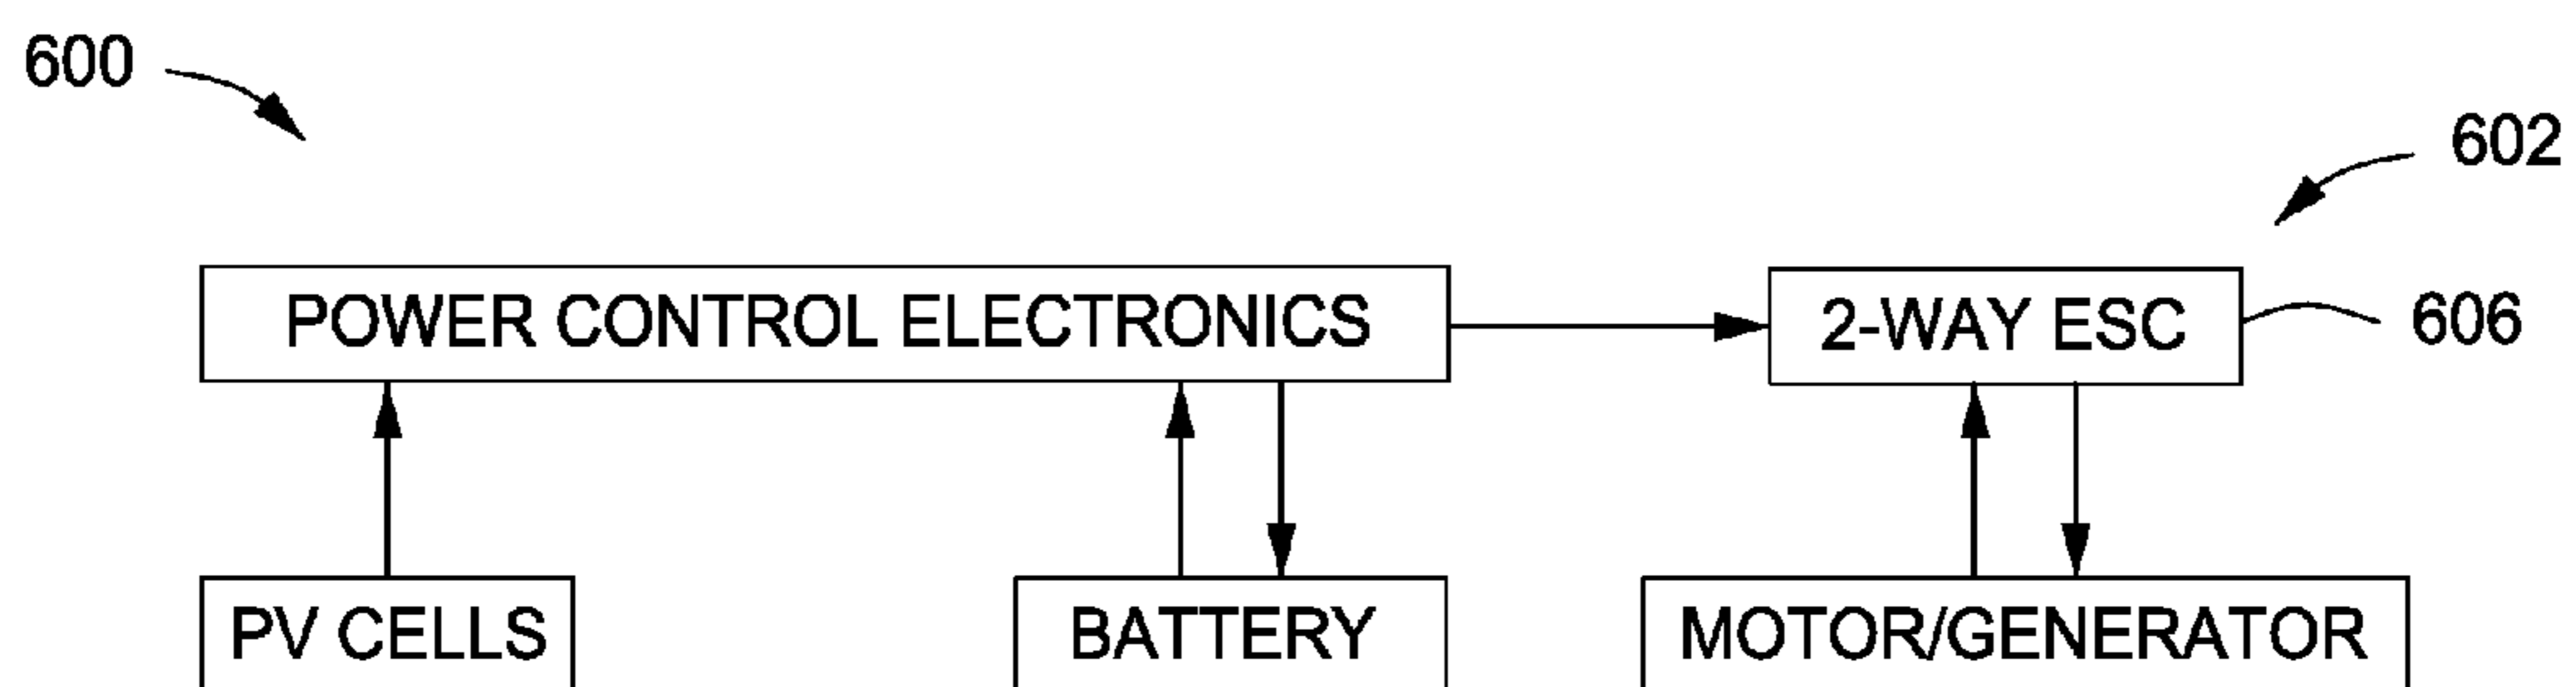 600
602
POWER CONTROL ELECTRONICS
2-WAY ESC
606
PV CELLS
BATTERY
MOTOR/GENERATOR